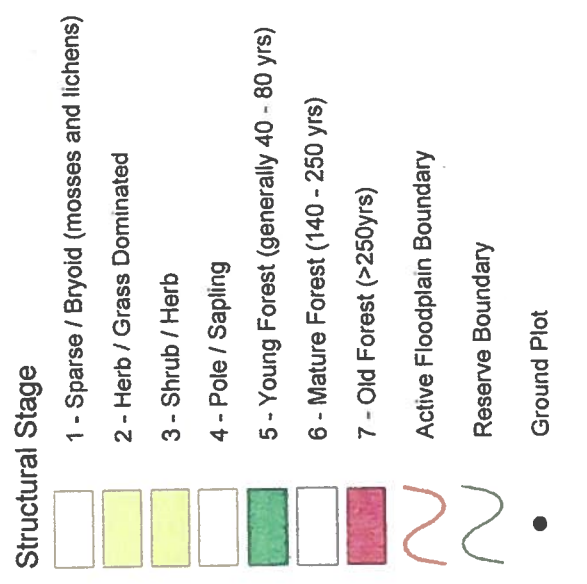 Structural Stage
1 - Sparse / Bryoid (mosses and lichens)
2 - Herb / Grass Dominated
3 - Shrub / Herb
4 - Pole / Sapling
5 - Young Forest (generally 40 - 80 yrs)
6 - Mature Forest (140 - 250 yrs)
7 - Old Forest (>250yrs)
Active Floodplain Boundary
Reserve Boundary
Ground Plot